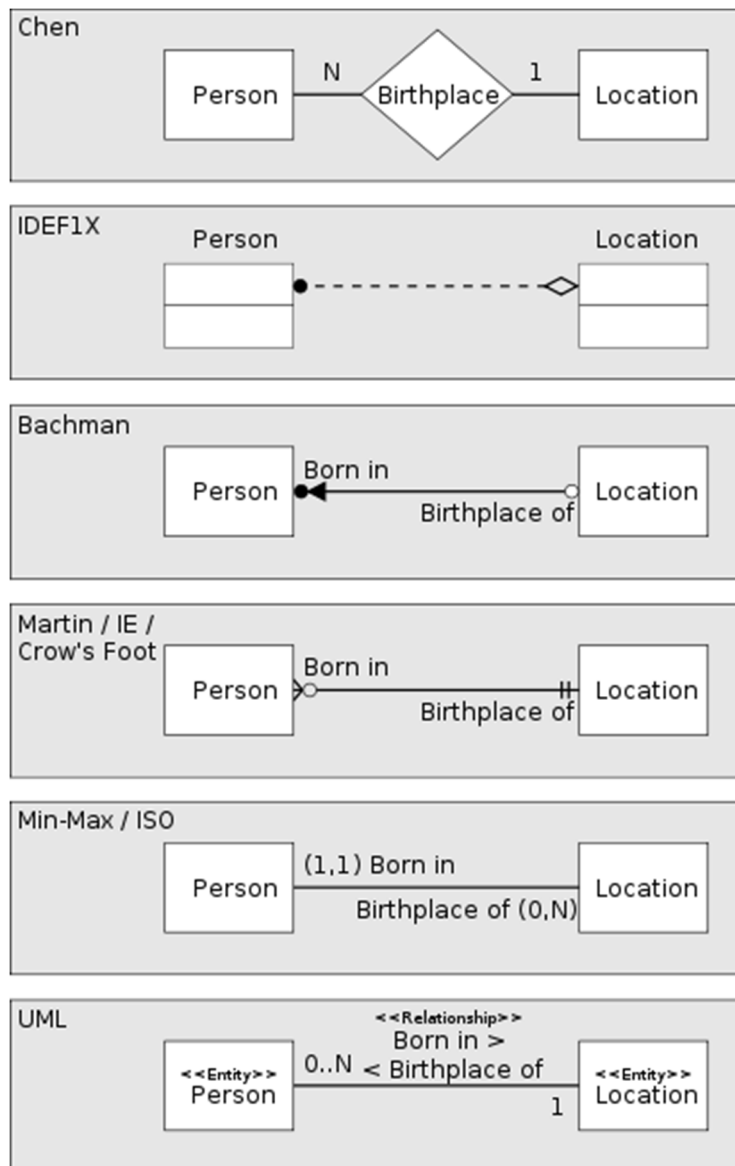 Chen
Person
N
Birthplace
1
Location
IDEF1X
Person
Location
Bachman
Person
Born in
Birthplace of
Location
Martin / IE /
Crow's Foot
Person
Born in
Birthplace of
Location
Min-Max / ISO
Person
(1,1) Born in
Birthplace of (0,N)
Location
UML
<<Entity>>
Person
0..N
<<Relationship>>
Born in >
< Birthplace of
1
<<Entity>>
Location